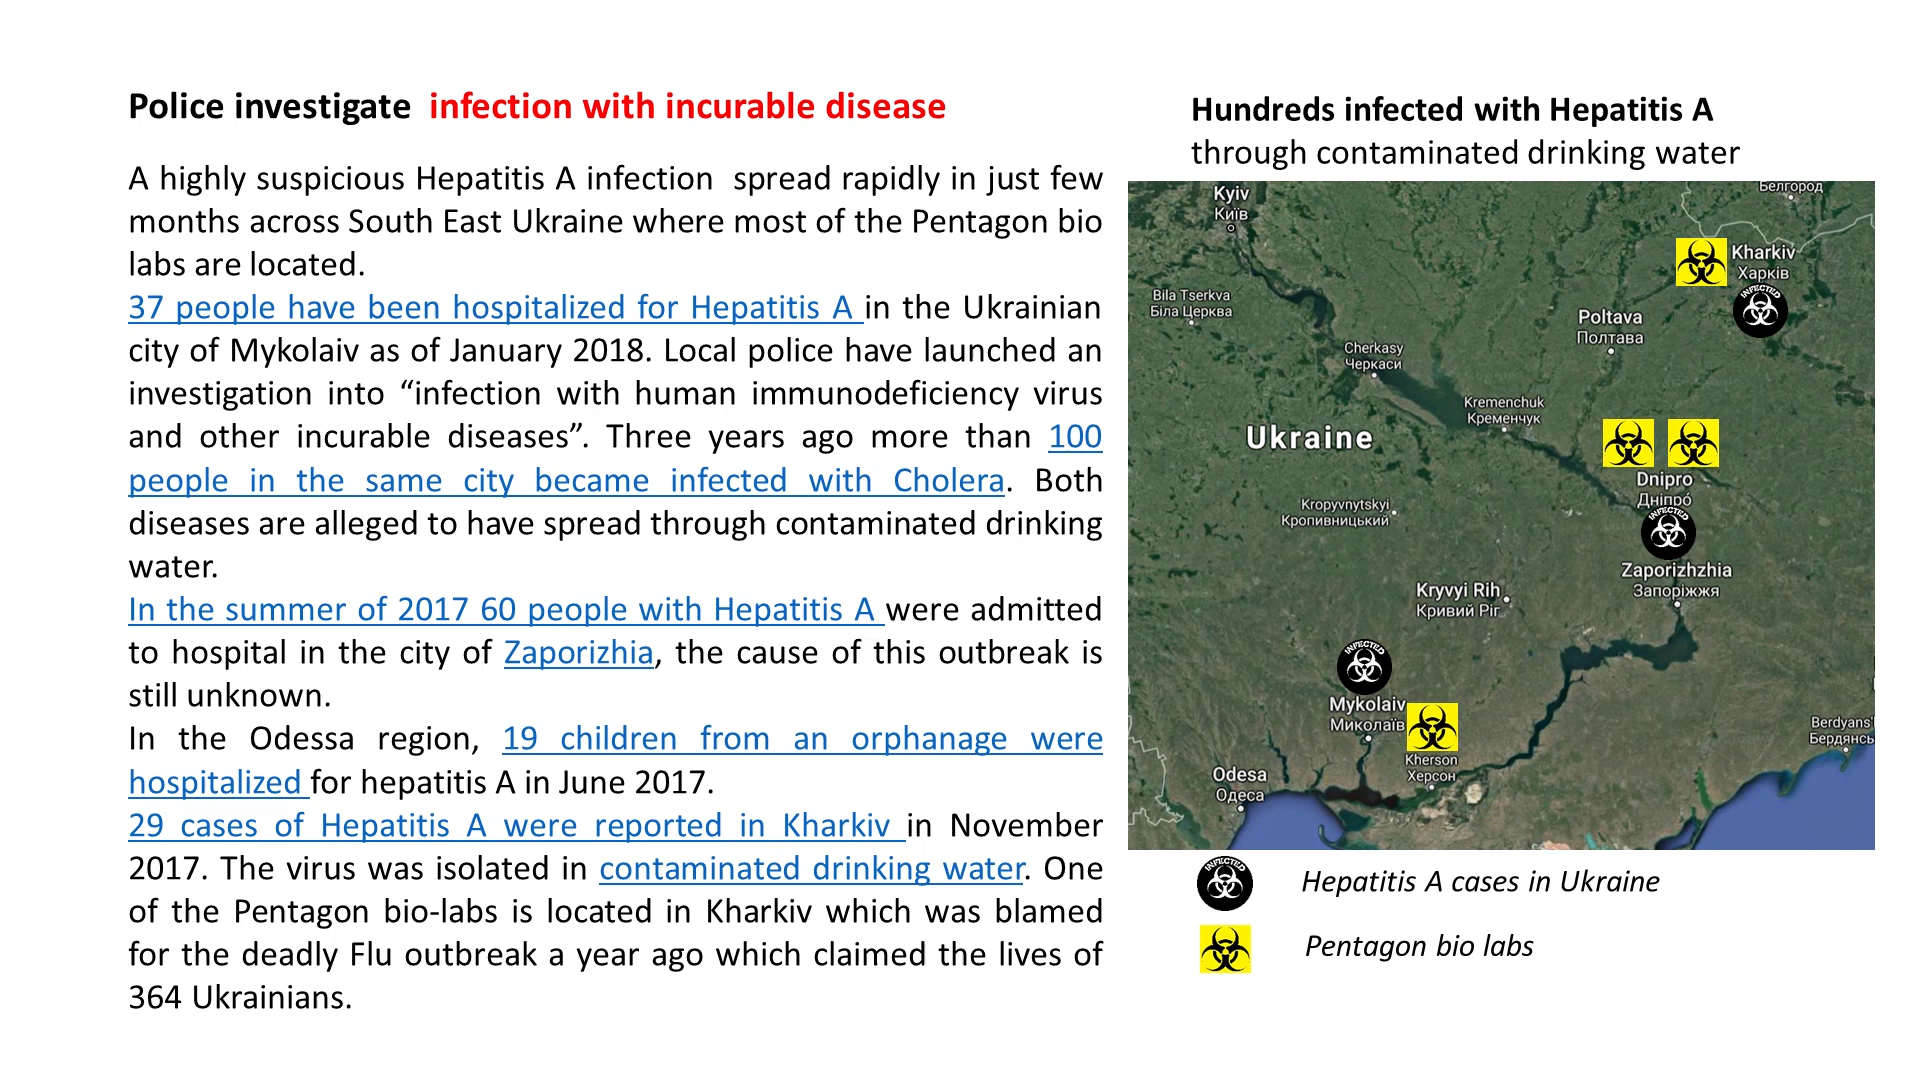 Police investigate infection with incurable disease
A highly suspicious Hepatitis A infection spread rapidly in just few
months across South East Ukraine where most of the Pentagon bio
labs are located.
37 people have been hospitalized for Hepatitis A in the Ukrainian
city of Mykolaiv as of January 2018. Local police have launched an
investigation into “infection with human immunodeficiency virus
and other incurable diseases”. Three years ago more than 100
people in the same city became infected with Cholera. Both
diseases are alleged to have spread through contaminated drinking
water.
In the summer of 2017 60 people with Hepatitis A were admitted
to hospital in the city of Zaporizhia, the cause of this outbreak is
still unknown.
In the Odessa region, 19 children from an orphanage were
hospitalized for hepatitis A in June 2017.
29 cases of Hepatitis A were reported in Kharkiv in November
2017. The virus was isolated in contaminated drinking water. One
of the Pentagon bio-labs is located in Kharkiv which was blamed
for the deadly Flu outbreak a year ago which claimed the lives of
364 Ukrainians.
Hundreds infected with Hepatitis A
through contaminated drinking water
Белгород
Kyiv
Київ
Kharkiv
Харків
INFECTED
Bila Tserkva
Біла Церква
Poltava
Полтава
Cherkasy
Черкаси
Kremenchuk
Кременчук
Ukraine
Dnipro
Дніпро́
INFECTED
Kropyvnytskyi
Кропивницький
Zaporizhzhia
Запоріжжя
Kryvyi Rih
Кривий Ріг
INFECTED
Mykolaiv
Миколаїв
Kherson
Херсон
Berdyans'
Бердянсь
Odesa
Одеса
INFECTED
Hepatitis A cases in Ukraine
Pentagon bio labs